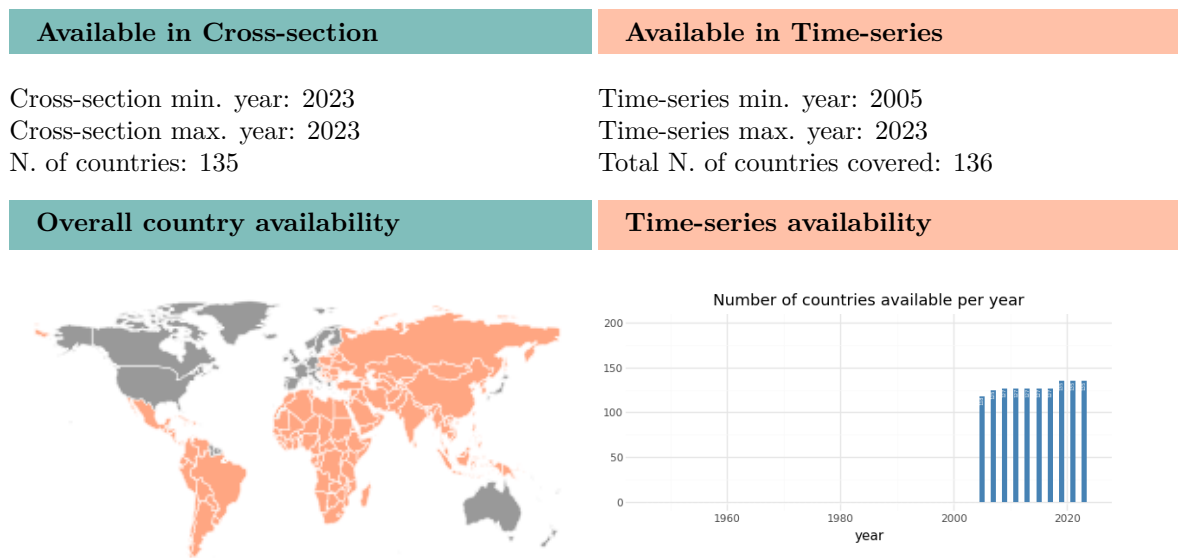 Available in Cross-section
Cross-section min. year: 2023
Cross-section max. year: 2023
N. of countries: 135
Available in Time-series
Time-series min. year: 2005
Time-series max. year: 2023
Total N. of countries covered: 136
Overall country availability
Time-series availability
Number of countries available per year
200
150
100
50
0
1960
1980
2000
2020
year